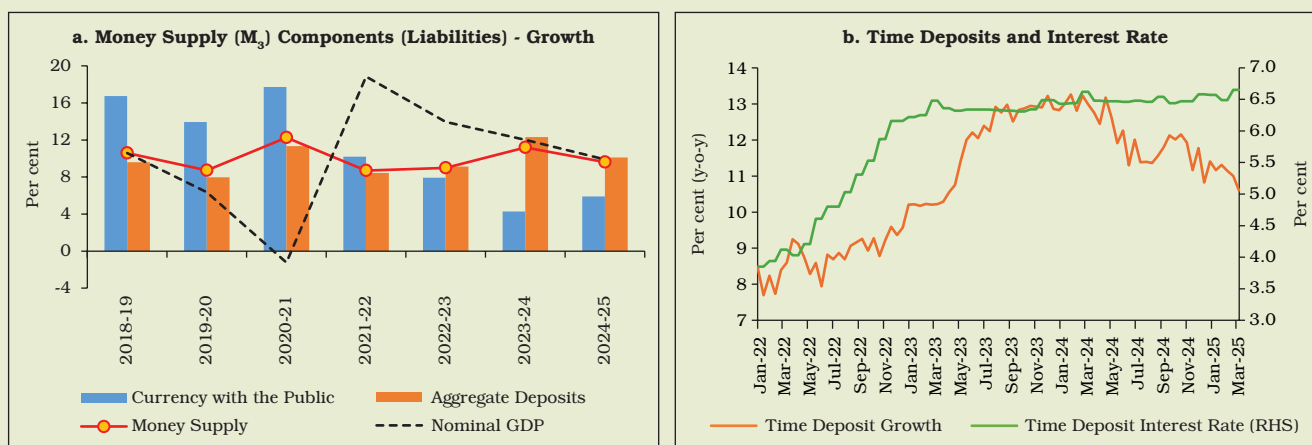 a. Money Supply (M₃) Components (Liabilities) - Growth
20
16
12
8
4
0
-4
Per cent
2018-19
2019-20
2020-21
2021-22
2022-23
2023-24
2024-25
Currency with the Public
Aggregate Deposits
Money Supply
Nominal GDP
b. Time Deposits and Interest Rate
14
13
12
11
10
9
8
7
Per cent (y-o-y)
7.0
6.5
6.0
5.5
5.0
4.5
4.0
3.5
3.0
Per cent
Jan-22
Mar-22
May-22
Jul-22
Sep-22
Nov-22
Jan-23
Mar-23
May-23
Jul-23
Sep-23
Nov-23
Jan-24
Mar-24
May-24
Jul-24
Sep-24
Nov-24
Jan-25
Mar-25
Time Deposit Growth
Time Deposit Interest Rate (RHS)